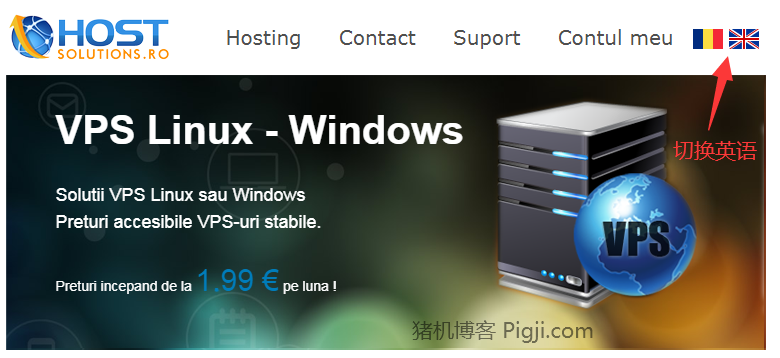 HOST
SOLUTIONS.RO
Hosting Contact Suport Contul meu
切换英语
VPS Linux - Windows
Solutii VPS Linux sau Windows
Preturi accesibile VPS-uri stabile.
VPS
Preturi incepand de la 1.99 € pe luna !
猪机博客 Pigji.com